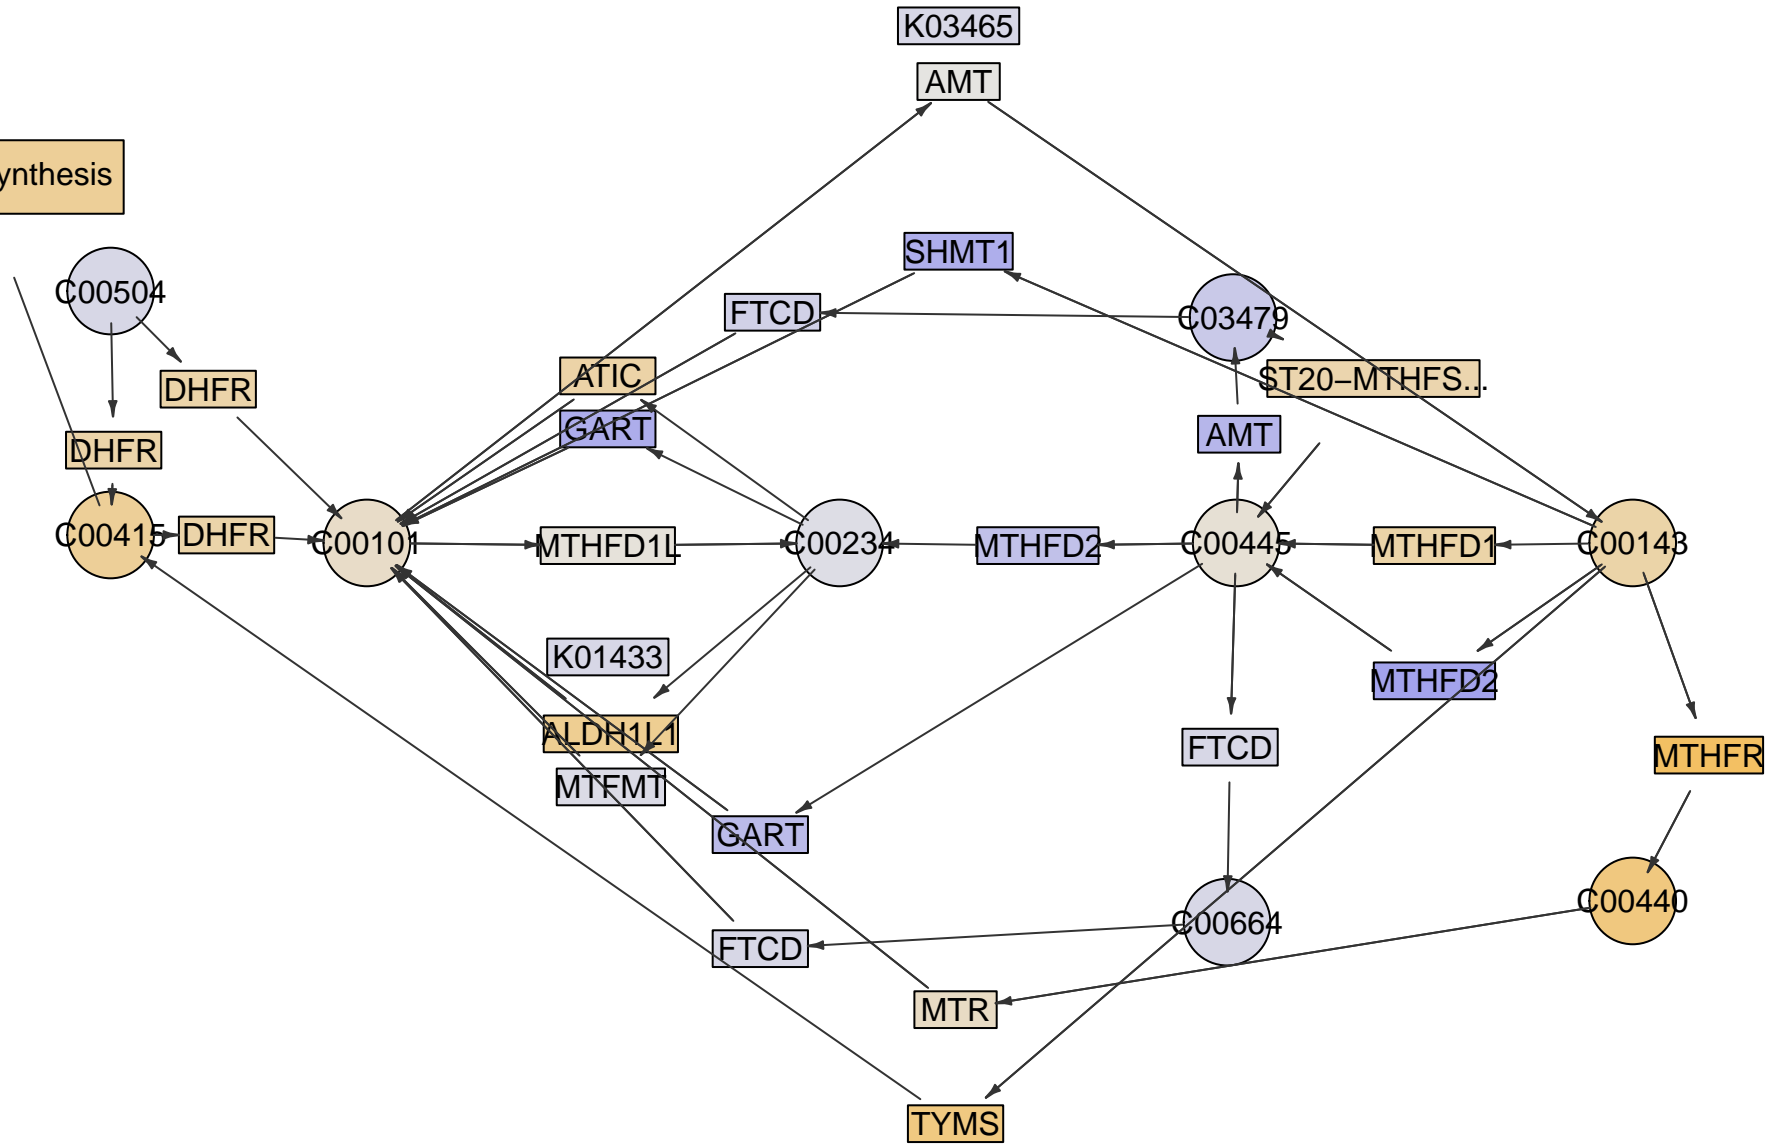 K03465
AMT
ynthesis
SHMT1
C00504
FTCD
C03479
ATIC
DHFR
ST20−MTHFS...
GART
AMT
DHFR
C00415
DHFR
C00101
MTHFD1L
C00234
MTHFD2
C00445
MTHFD1
C00143
K01433
MTHFD2
ALDH1L1
FTCD
MTHFR
MTFMT
GART
C00440
C00664
FTCD
MTR
TYMS